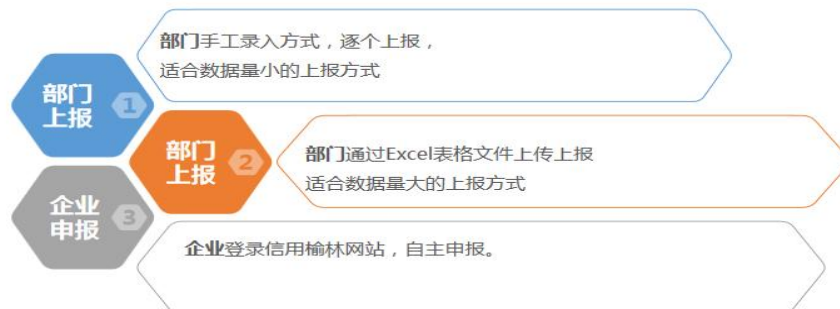 部门手工录入方式，逐个上报，
适合数据量小的上报方式
部门
上报
1
部门
上报
2
部门通过Excel表格文件上传上报
适合数据量大的上报方式
企业
申报
3
企业登录信用榆林网站，自主申报。